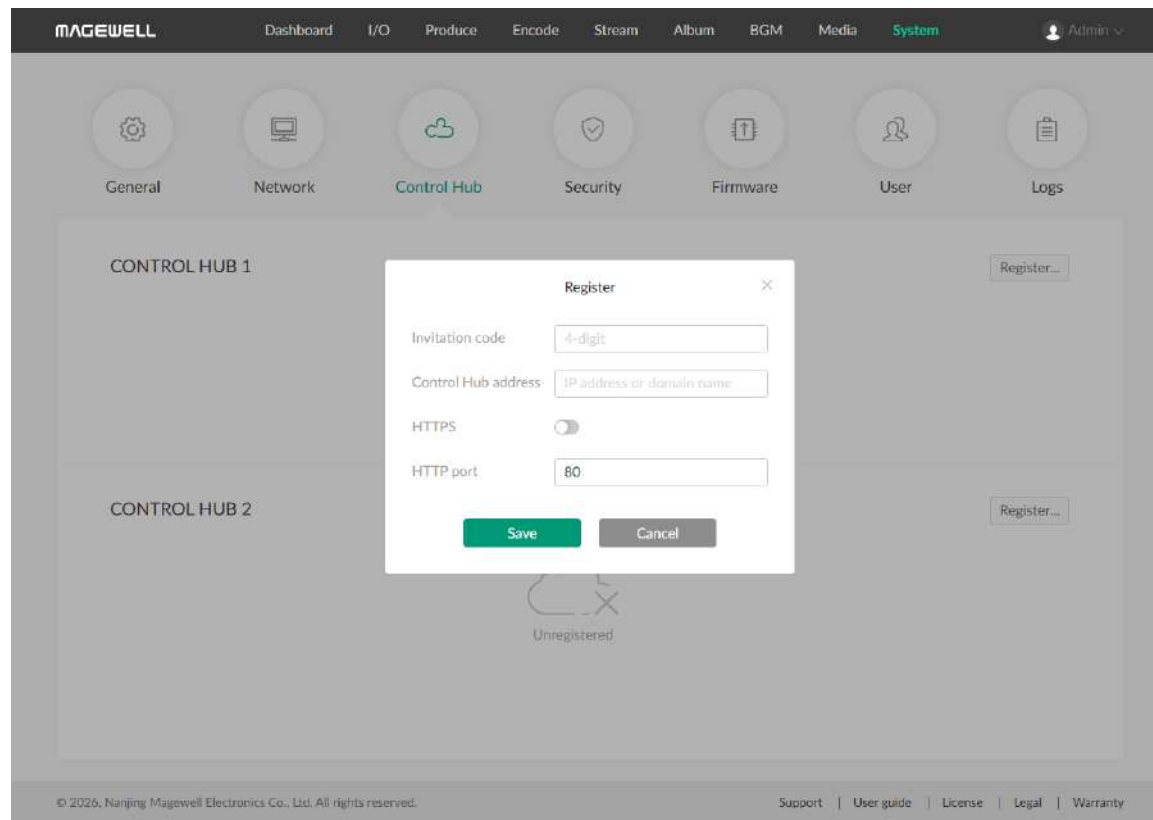 MAGEWELL Dashboard I/O Produce Encode Stream Album BGM Media System Admin
General Network Control Hub Security Firmware User Logs
CONTROL HUB 1 Register...
Register
Invitation code 4-digit
Control Hub address IP address or domain name
HTTPS
HTTP port 80
Save Cancel
CONTROL HUB 2 Register...
Unregistered
© 2026, Nanjing Magewell Electronics Co., Ltd. All rights reserved. Support | User guide | License | Legal | Warranty